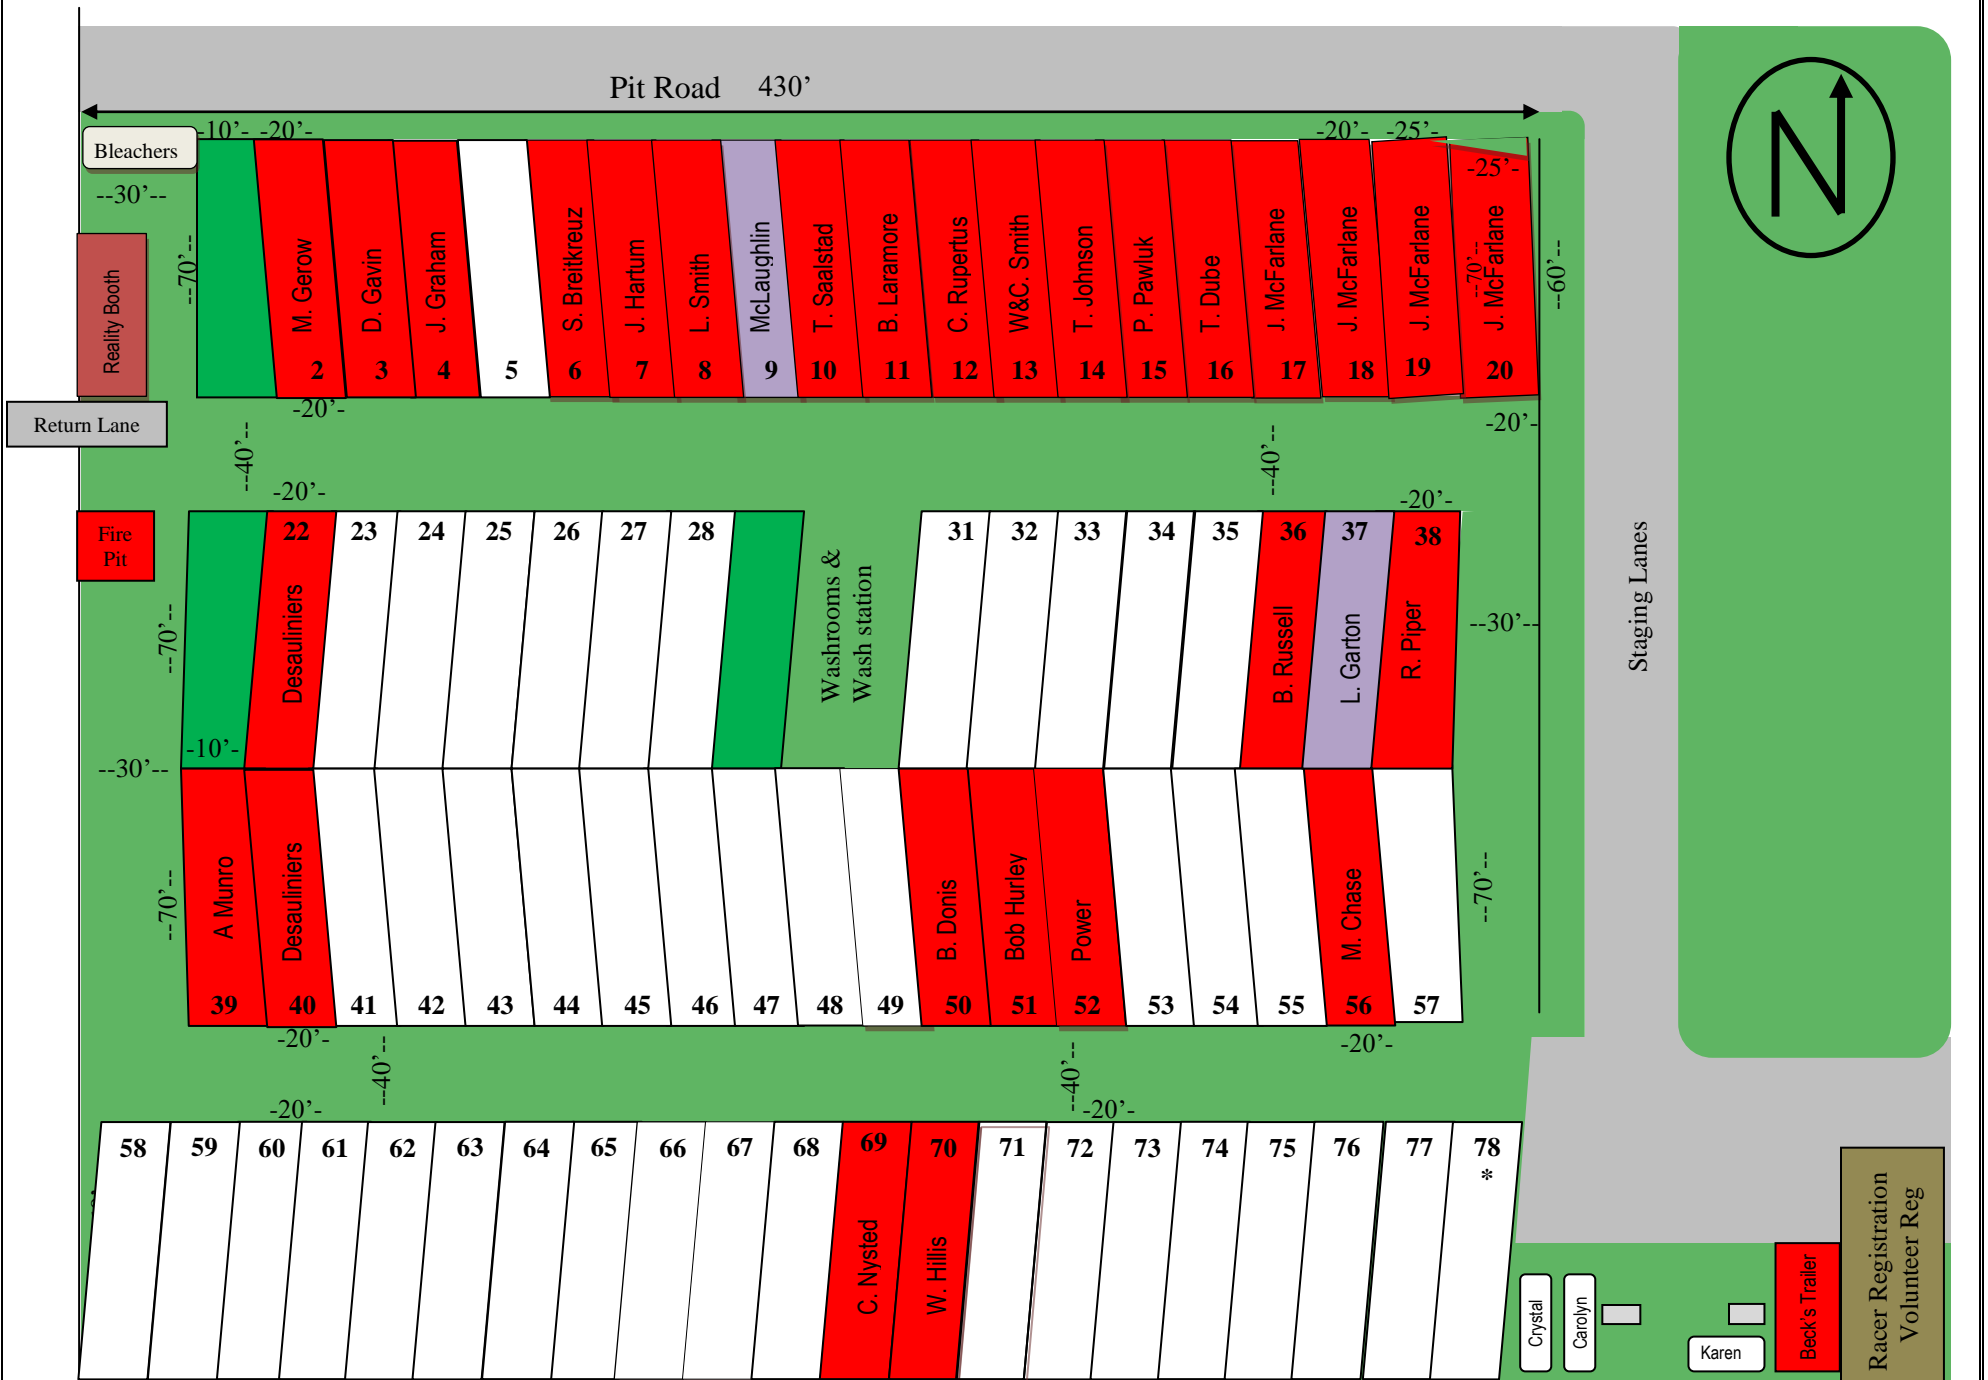 Pit Road 430’
Bleachers
-10’- -20’-
-20’- -25’-
-25’-
--30’--
--70’--
--70’--
--60’--
Reality Booth
M. Gerow
D. Gavin
J. Graham
S. Breitkreuz
J. Hartum
L. Smith
McLaughlin
T. Saalstad
B. Laramore
C. Rupertus
W&C. Smith
T. Johnson
P. Pawluk
T. Dube
J. McFarlane
J. McFarlane
J. McFarlane
J. McFarlane
2 3 4 5 6 7 8 9 10 11 12 13 14 15 16 17 18 19 20
Return Lane
-20’-
-20’-
--40’--
--40’--
-20’-
-20’-
Fire
Pit
22 23 24 25 26 27 28 31 32 33 34 35 36 37 38
Desauliniers
Washrooms &
Wash station
B. Russell
L. Garton
R. Piper
--70’--
--30’--
Staging Lanes
-10’-
--30’--
--70’--
--70’--
A Munro
Desauliniers
B. Donis
Bob Hurley
Power
M. Chase
39 40 41 42 43 44 45 46 47 48 49 50 51 52 53 54 55 56 57
-20’-
-20’-
--40’--
--40’--
-20’-
-20’-
58 59 60 61 62 63 64 65 66 67 68 69 70 71 72 73 74 75 76 77 78
*
C. Nysted
W. Hillis
Crystal
Carolyn
Karen
Beck’s Trailer
Racer Registration
Volunteer Reg
N